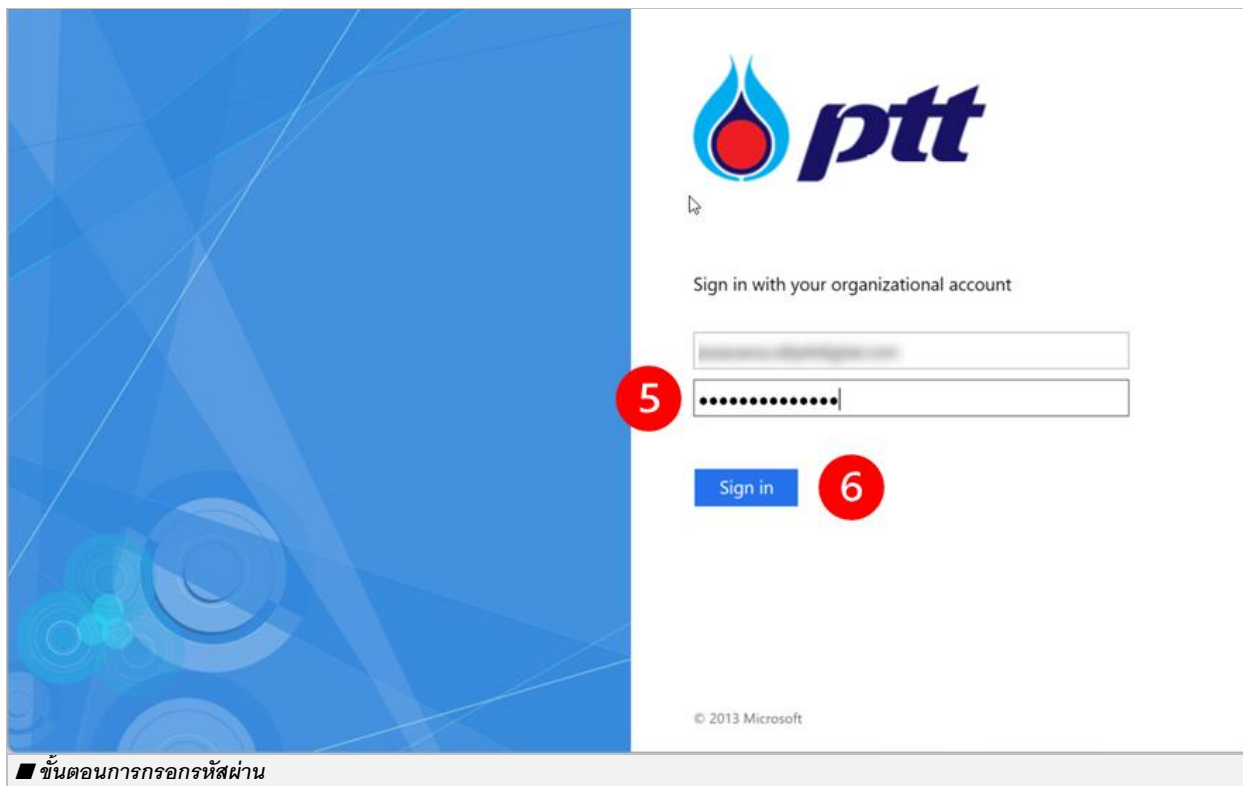 ptt
Sign in with your organizational account
5
••••••••••••••
Sign in
6
© 2013 Microsoft
■ ขั้นตอนการกรอกรหัสผ่าน